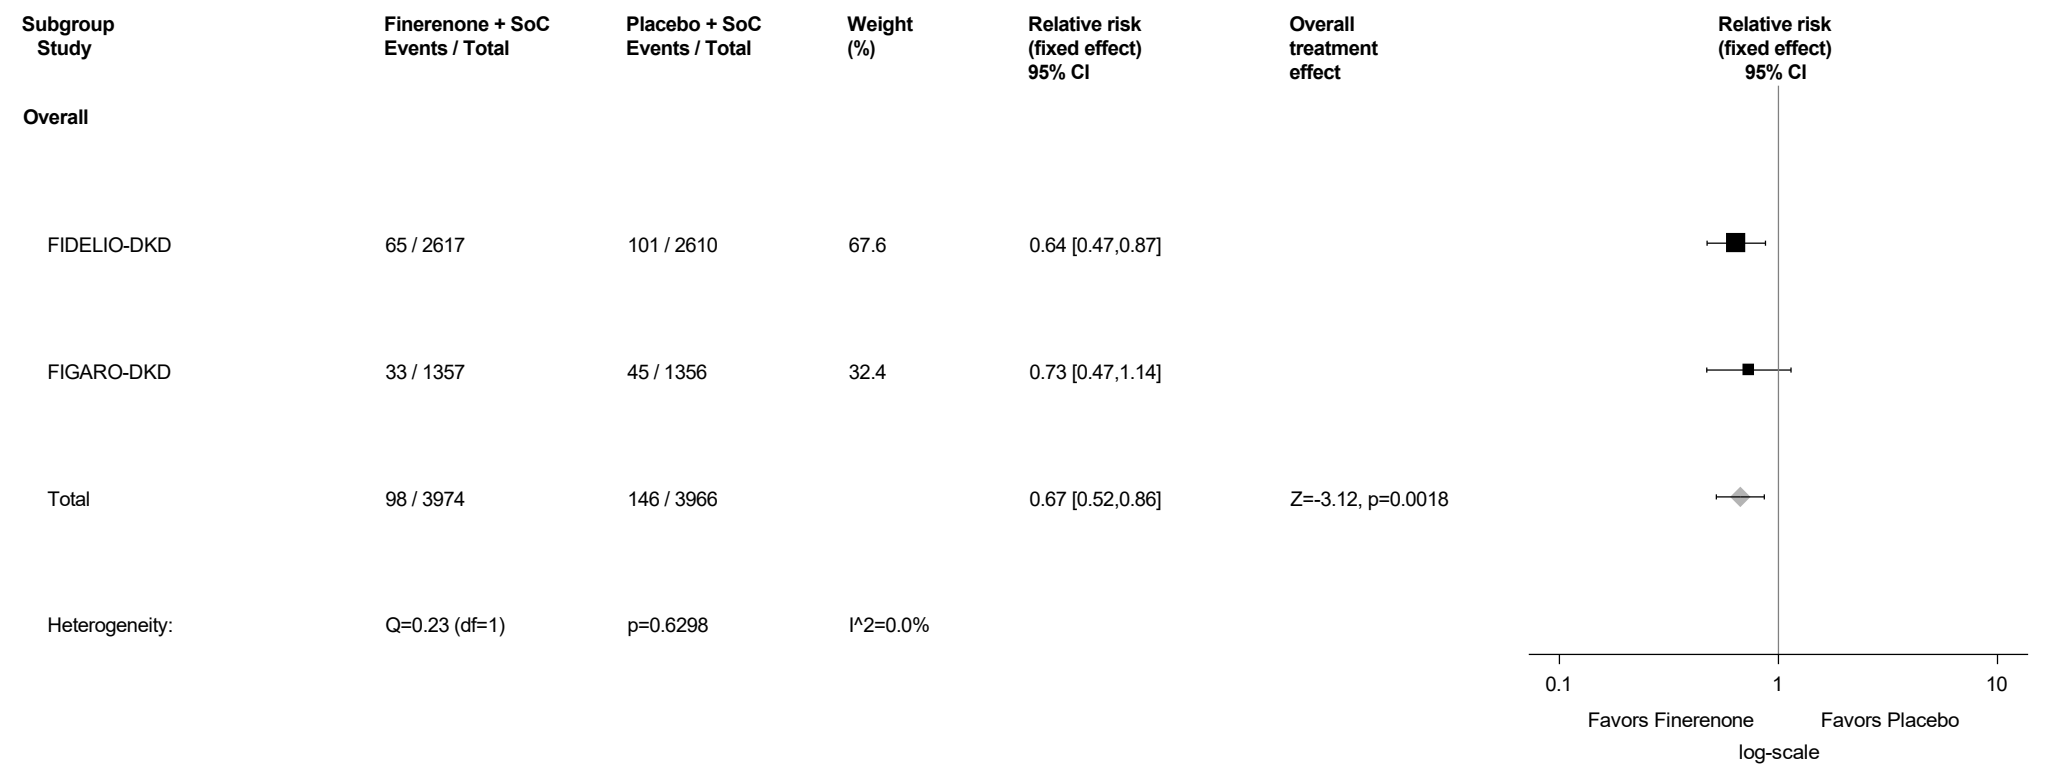 Subgroup Finerenone + SoC Placebo + SoC Weight Relative risk Overall Relative risk
Study Events / Total Events / Total (%) (fixed effect) treatment (fixed effect)
95% CI effect 95% CI
Overall
FIDELIO-DKD 65 / 2617 101 / 2610 67.6 0.64 [0.47,0.87]
FIGARO-DKD 33 / 1357 45 / 1356 32.4 0.73 [0.47,1.14]
Total 98 / 3974 146 / 3966 0.67 [0.52,0.86] Z=-3.12, p=0.0018
Heterogeneity: Q=0.23 (df=1) p=0.6298 I^2=0.0%
0.1 1 10
Favors Finerenone Favors Placebo
log-scale